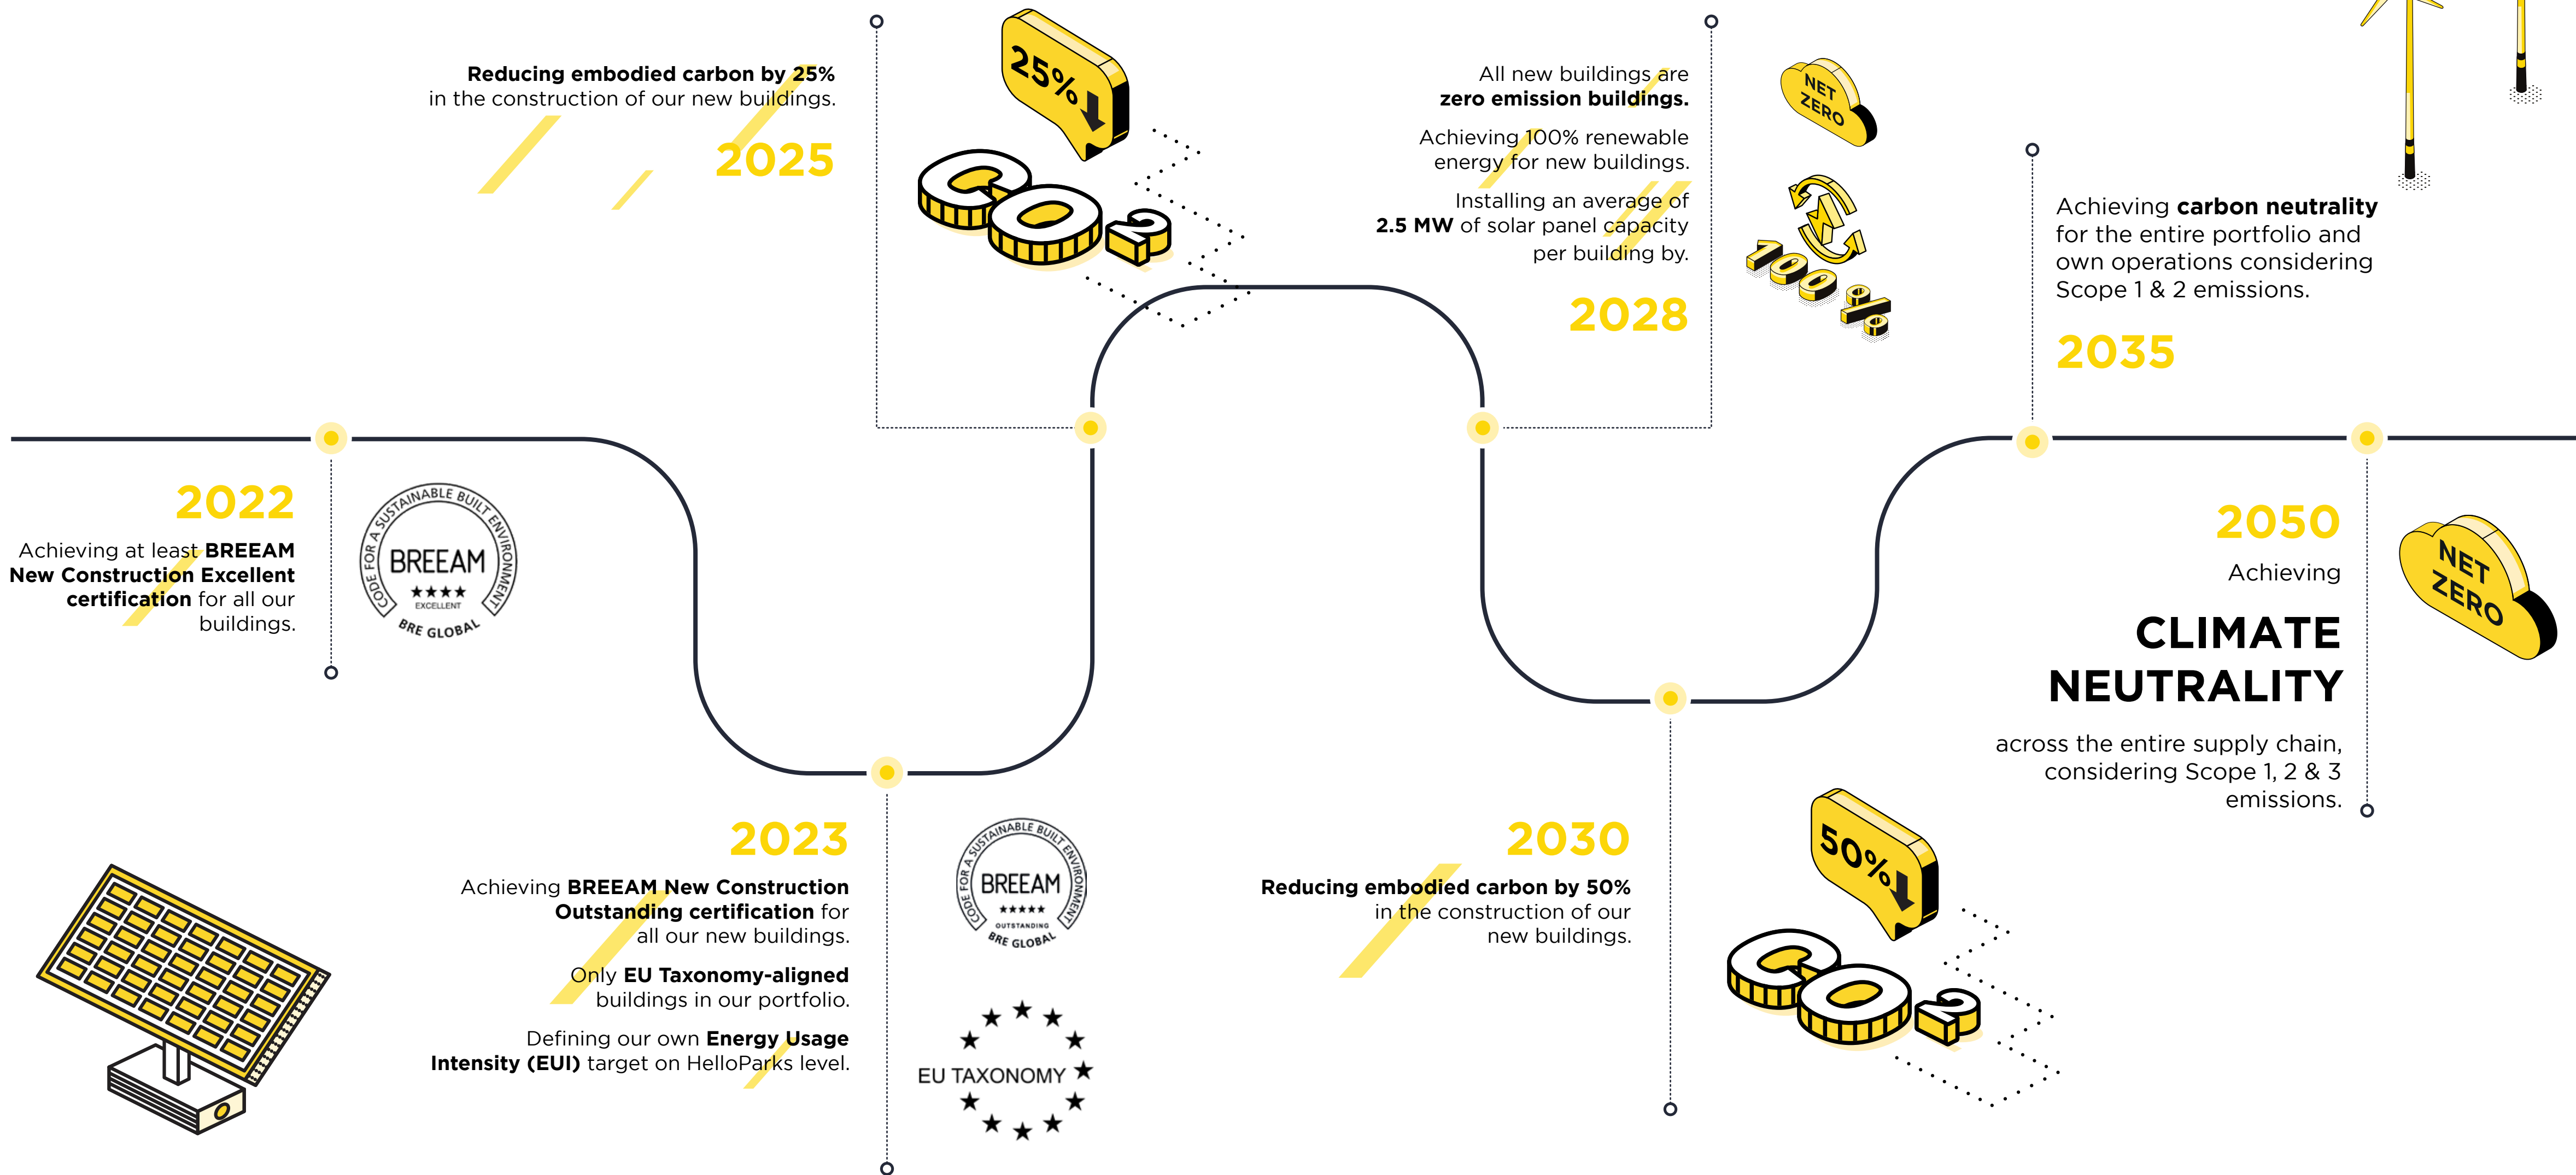 2022
Achieving at least BREEAM
New Construction Excellent
certification for all our
buildings.
CODE FOR A SUSTAINABLE BUILT ENVIRONMENT
BREEAM
★★★★
EXCELLENT
BRE GLOBAL
2023
Achieving BREEAM New Construction
Outstanding certification for
all our new buildings.
Only EU Taxonomy-aligned
buildings in our portfolio.
Defining our own Energy Usage
Intensity (EUI) target on HelloParks level.
CODE FOR A SUSTAINABLE BUILT ENVIRONMENT
BREEAM
★★★★★
OUTSTANDING
BRE GLOBAL
EU TAXONOMY
Reducing embodied carbon by 25%
in the construction of our new buildings.
2025
25%
CO2
All new buildings are
zero emission buildings.
Achieving 100% renewable
energy for new buildings.
Installing an average of
2.5 MW of solar panel capacity
per building by.
2028
NET
ZERO
100%
2030
Reducing embodied carbon by 50%
in the construction of our
new buildings.
50%
CO2
Achieving carbon neutrality
for the entire portfolio and
own operations considering
Scope 1 & 2 emissions.
2035
2050
Achieving
CLIMATE
NEUTRALITY
across the entire supply chain,
considering Scope 1, 2 & 3
emissions.
NET
ZERO